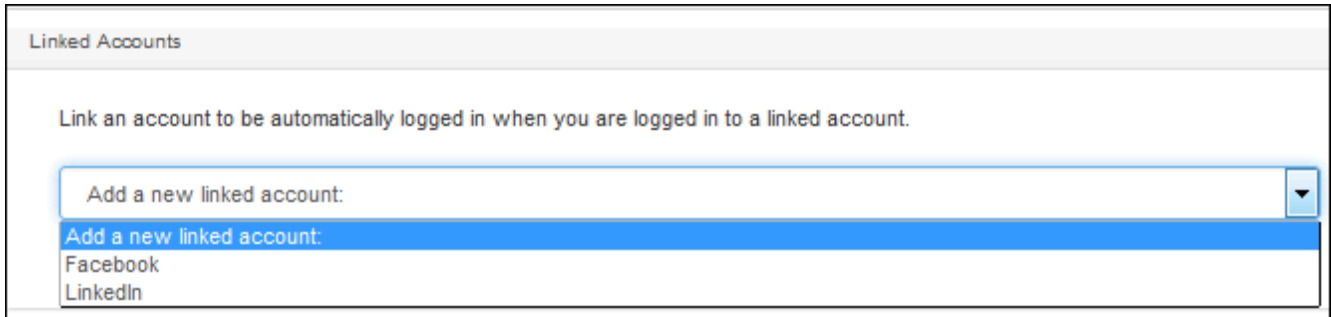 Linked Accounts
Link an account to be automatically logged in when you are logged in to a linked account.
Add a new linked account:
Add a new linked account:
Facebook
LinkedIn